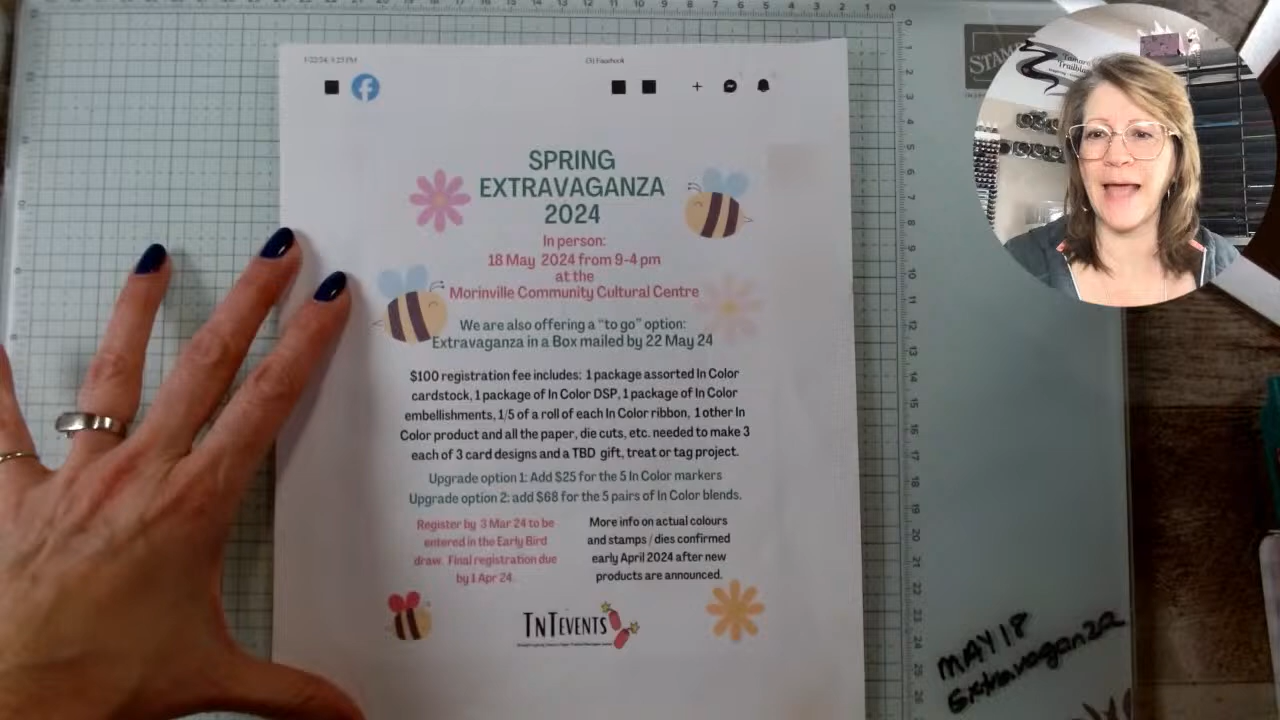 1/22/24, 1:23 PM
(3) Facebook
SPRING
EXTRAVAGANZA
2024
In person:
18 May 2024 from 9-4 pm
at the
Morinville Community Cultural Centre
We are also offering a “to go” option:
Extravaganza in a Box mailed by 22 May 24
$100 registration fee includes: 1 package assorted In Color
cardstock, 1 package of In Color DSP, 1 package of In Color
embellishments, 1/5 of a roll of each In Color ribbon, 1 other In
Color product and all the paper, die cuts, etc. needed to make 3
each of 3 card designs and a TBD gift, treat or tag project.
Upgrade option 1: Add $25 for the 5 In Color markers
Upgrade option 2: add $68 for the 5 pairs of In Color blends.
Register by 3 Mar 24 to be
entered in the Early Bird
draw. Final registration due
by 1 Apr 24.
More info on actual colours
and stamps / dies confirmed
early April 2024 after new
products are announced.
TNT EVENTS
STAM
MAY 18
Extravaganza